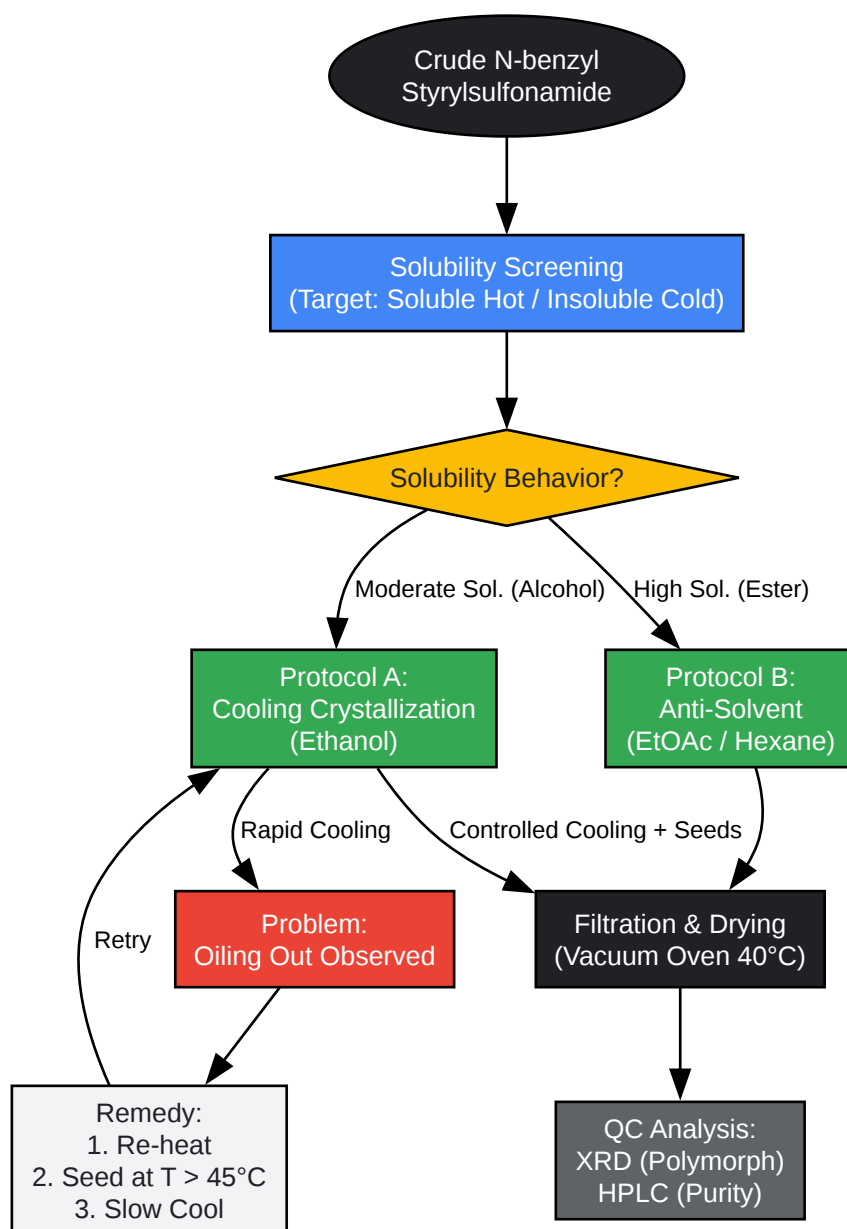 Crude N-benzyl
Styrylsulfonamide
Solubility Screening
(Target: Soluble Hot / Insoluble Cold)
Solubility Behavior?
Moderate Sol. (Alcohol)
High Sol. (Ester)
Protocol A:
Cooling Crystallization
(Ethanol)
Protocol B:
Anti-Solvent
(EtOAc / Hexane)
Rapid Cooling
Controlled Cooling + Seeds
Retry
Problem:
Oiling Out Observed
Filtration & Drying
(Vacuum Oven 40°C)
Remedy:
1. Re-heat
2. Seed at T > 45°C
3. Slow Cool
QC Analysis:
XRD (Polymorph)
HPLC (Purity)